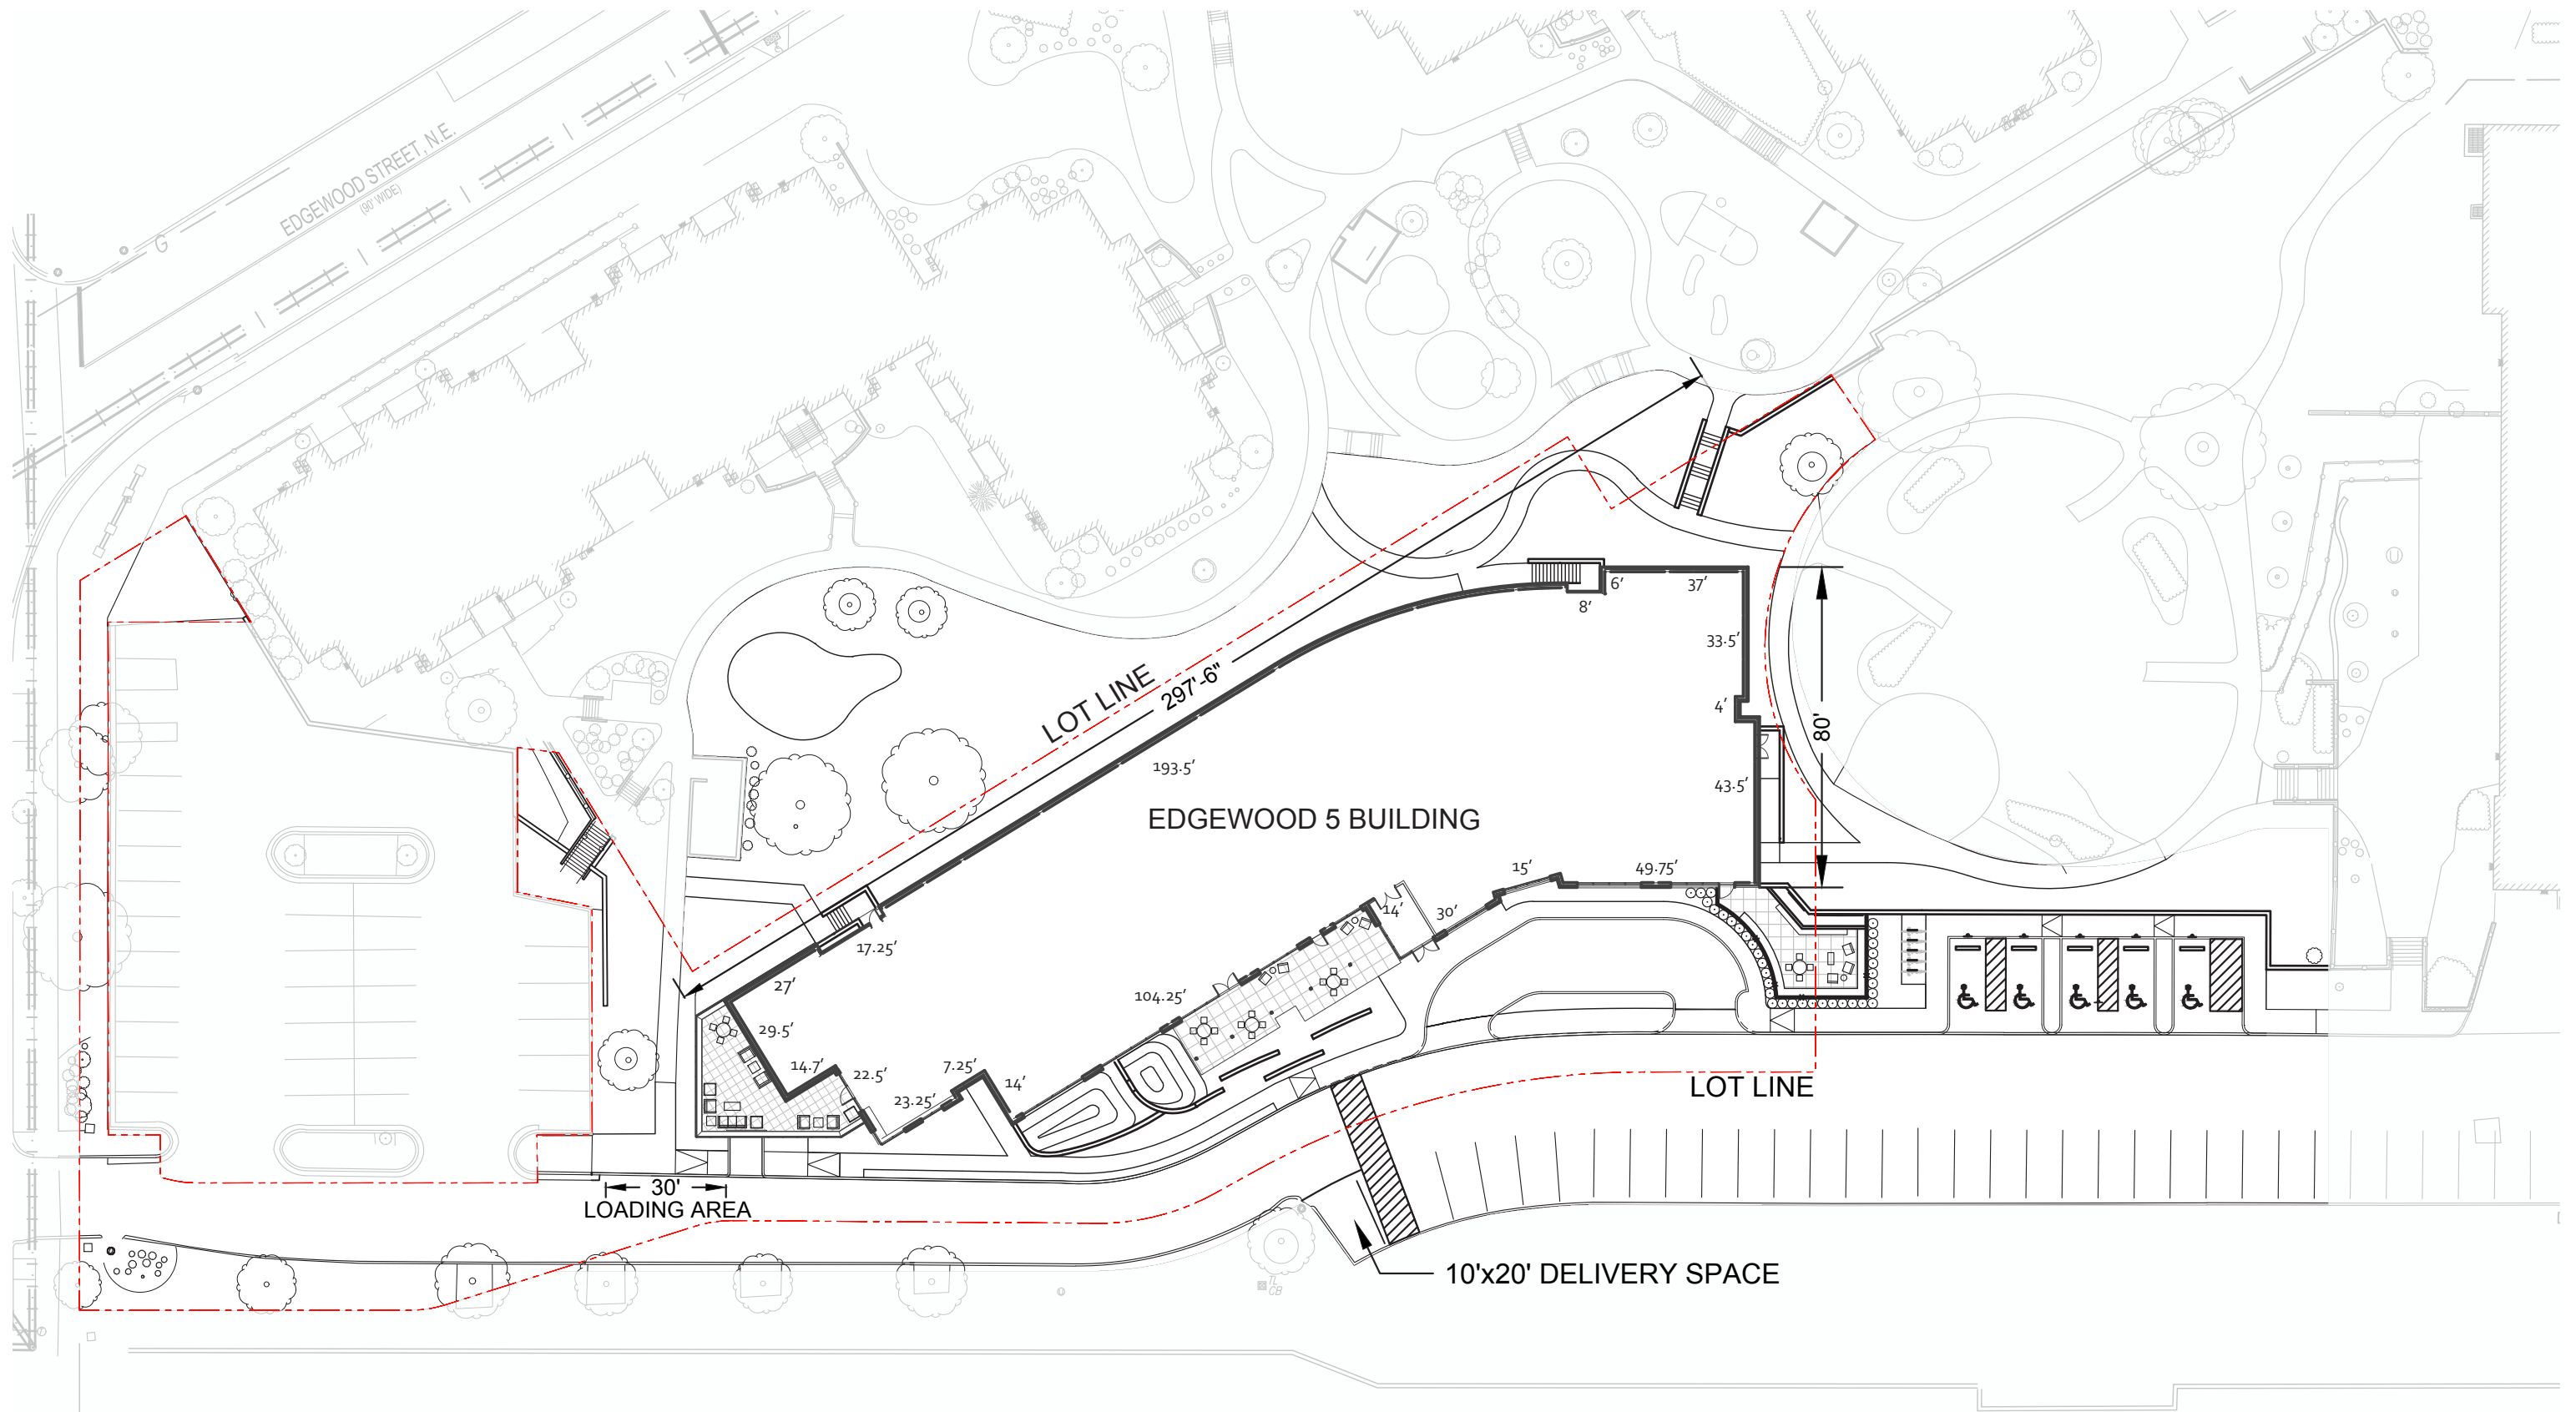 EDGEWOOD STREET, N.E.
(90' WIDE)
G
LOT LINE
297'-6"
8'
6'
37'
33.5'
4'
80'
43.5'
193.5'
EDGEWOOD 5 BUILDING
15'
49.75'
14'
30'
17.25'
27'
29.5'
104.25'
14.7'
22.5'
7.25'
14'
23.25'
LOT LINE
30'
LOADING AREA
10'x20' DELIVERY SPACE
TL
CB